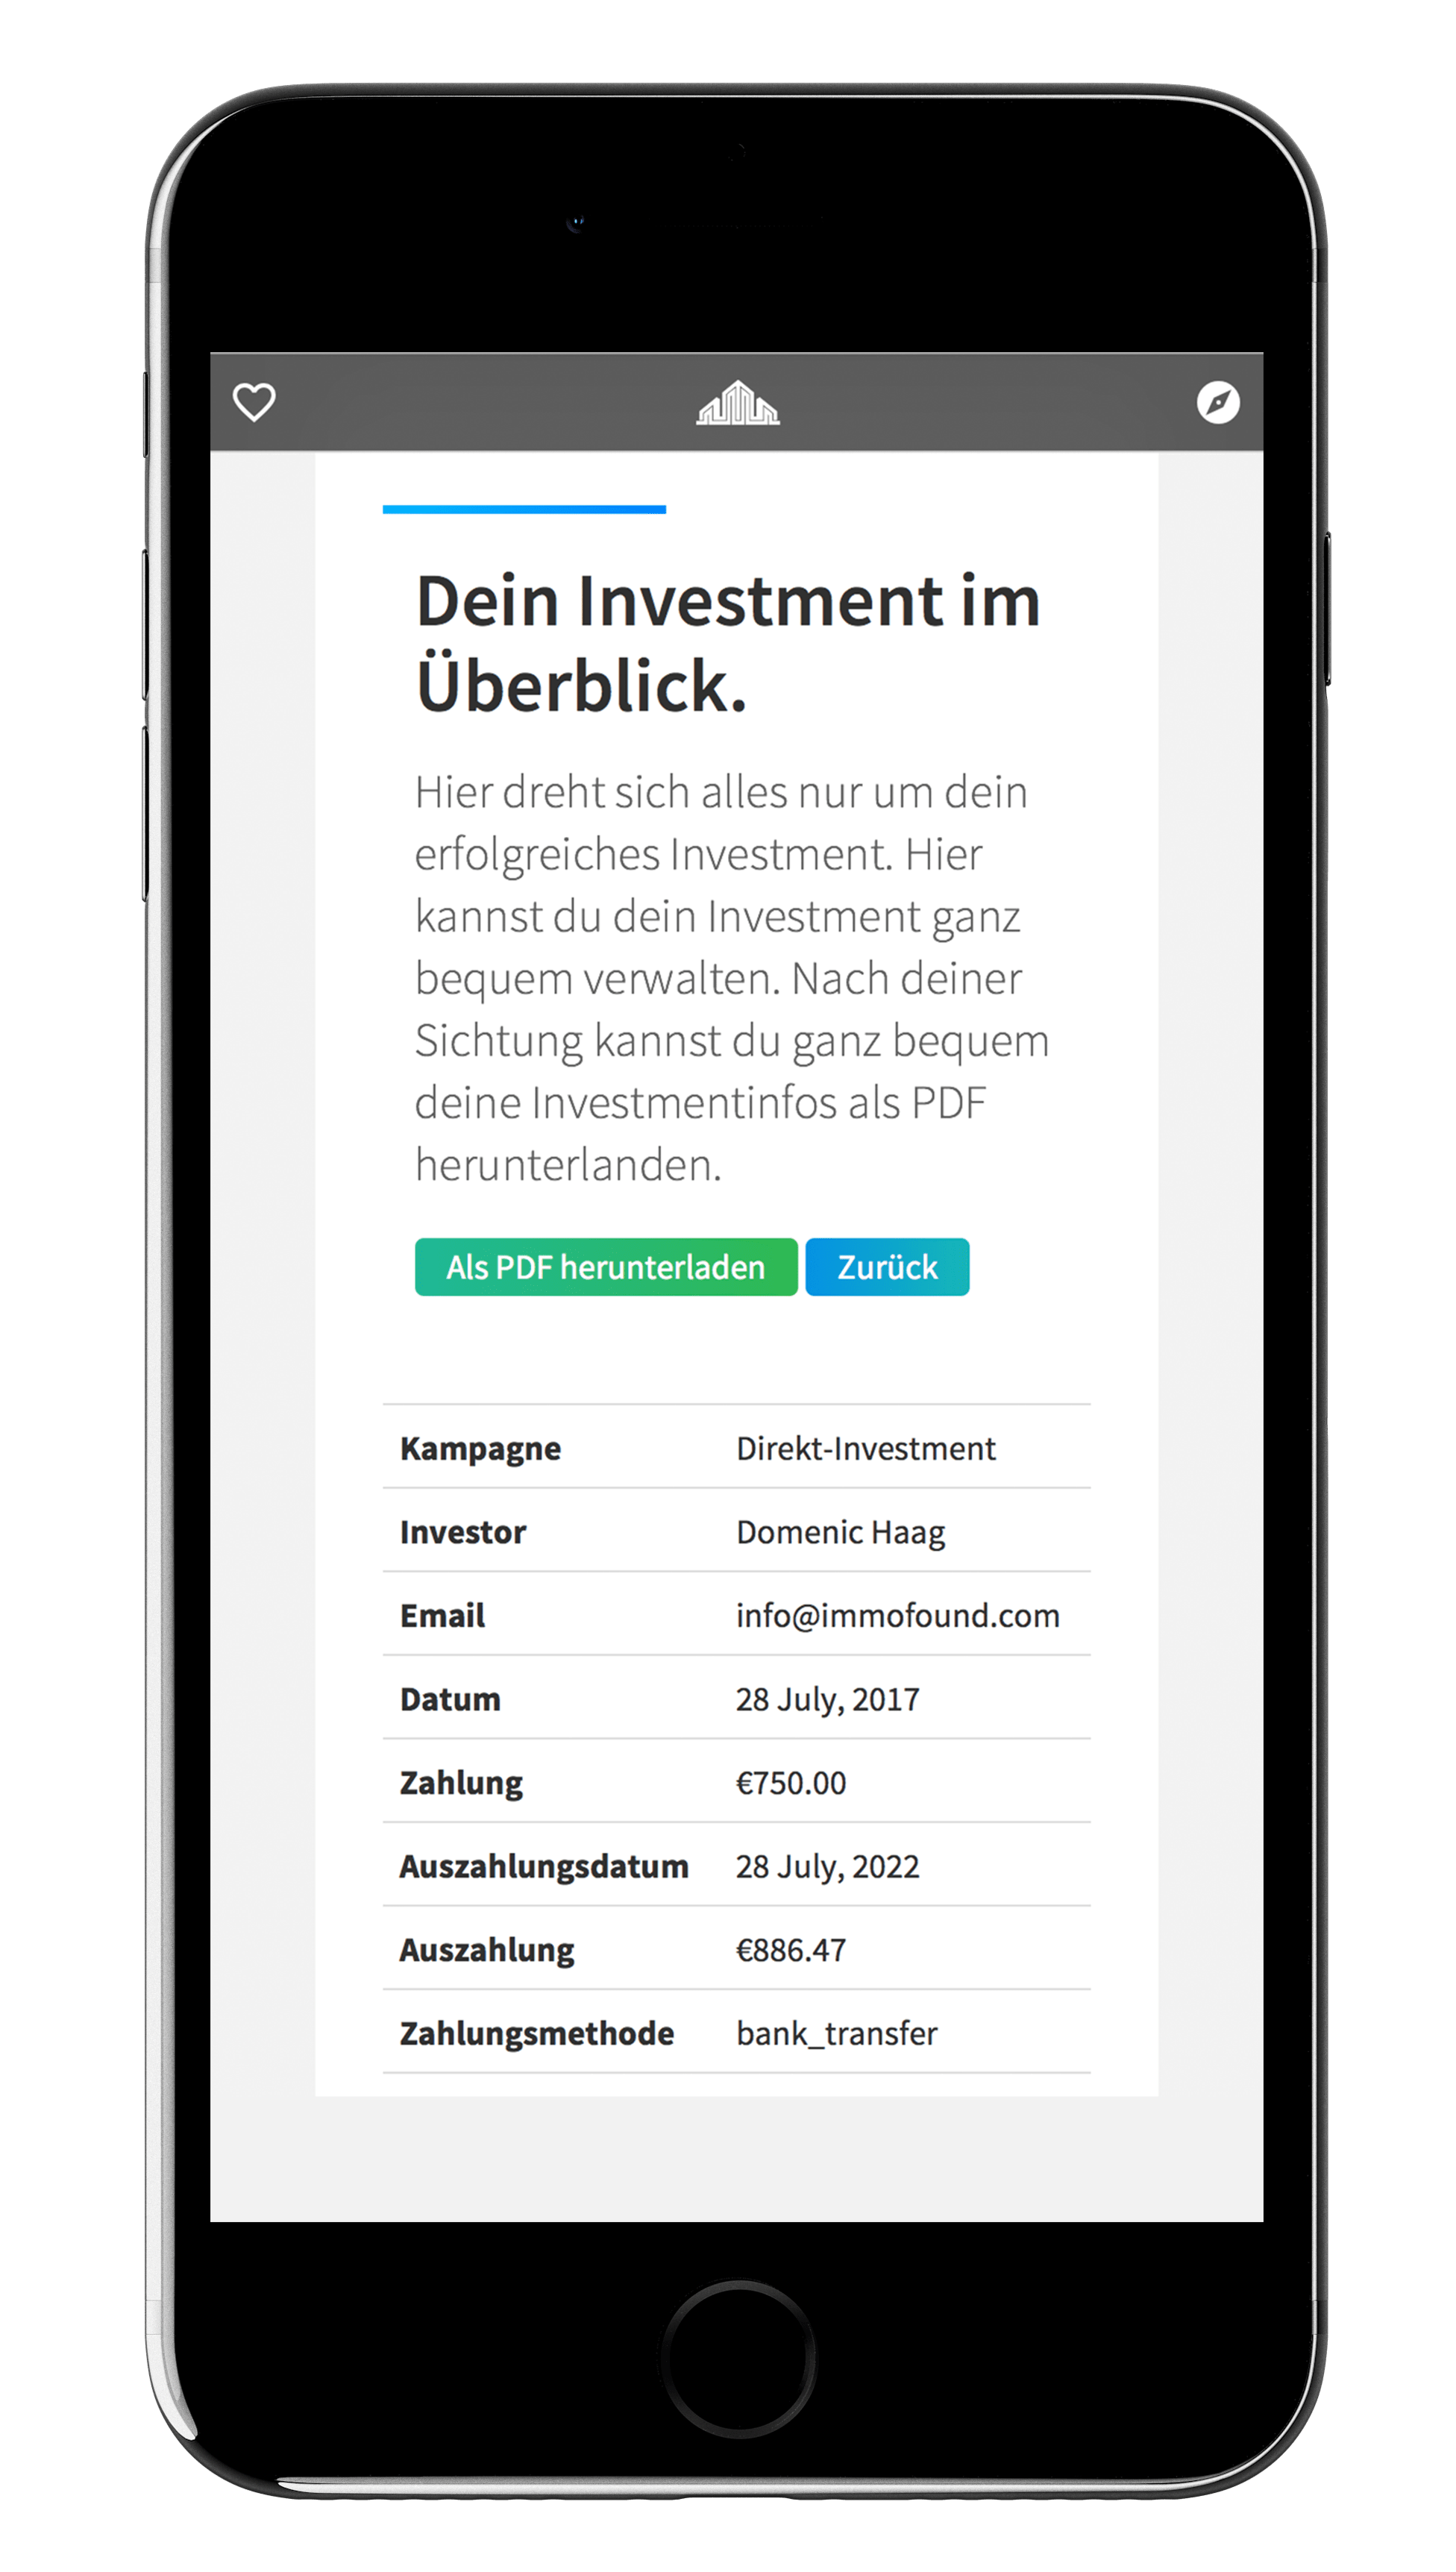 Dein Investment im
Überblick.
Hier dreht sich alles nur um dein
erfolgreiches Investment. Hier
kannst du dein Investment ganz
bequem verwalten. Nach deiner
Sichtung kannst du ganz bequem
deine Investmentinfos als PDF
herunterlanden.
Als PDF herunterladen Zurück
Kampagne Direkt-Investment
Investor Domenic Haag
Email info@immofound.com
Datum 28 July, 2017
Zahlung €750.00
Auszahlungsdatum 28 July, 2022
Auszahlung €886.47
Zahlungsmethode bank_transfer